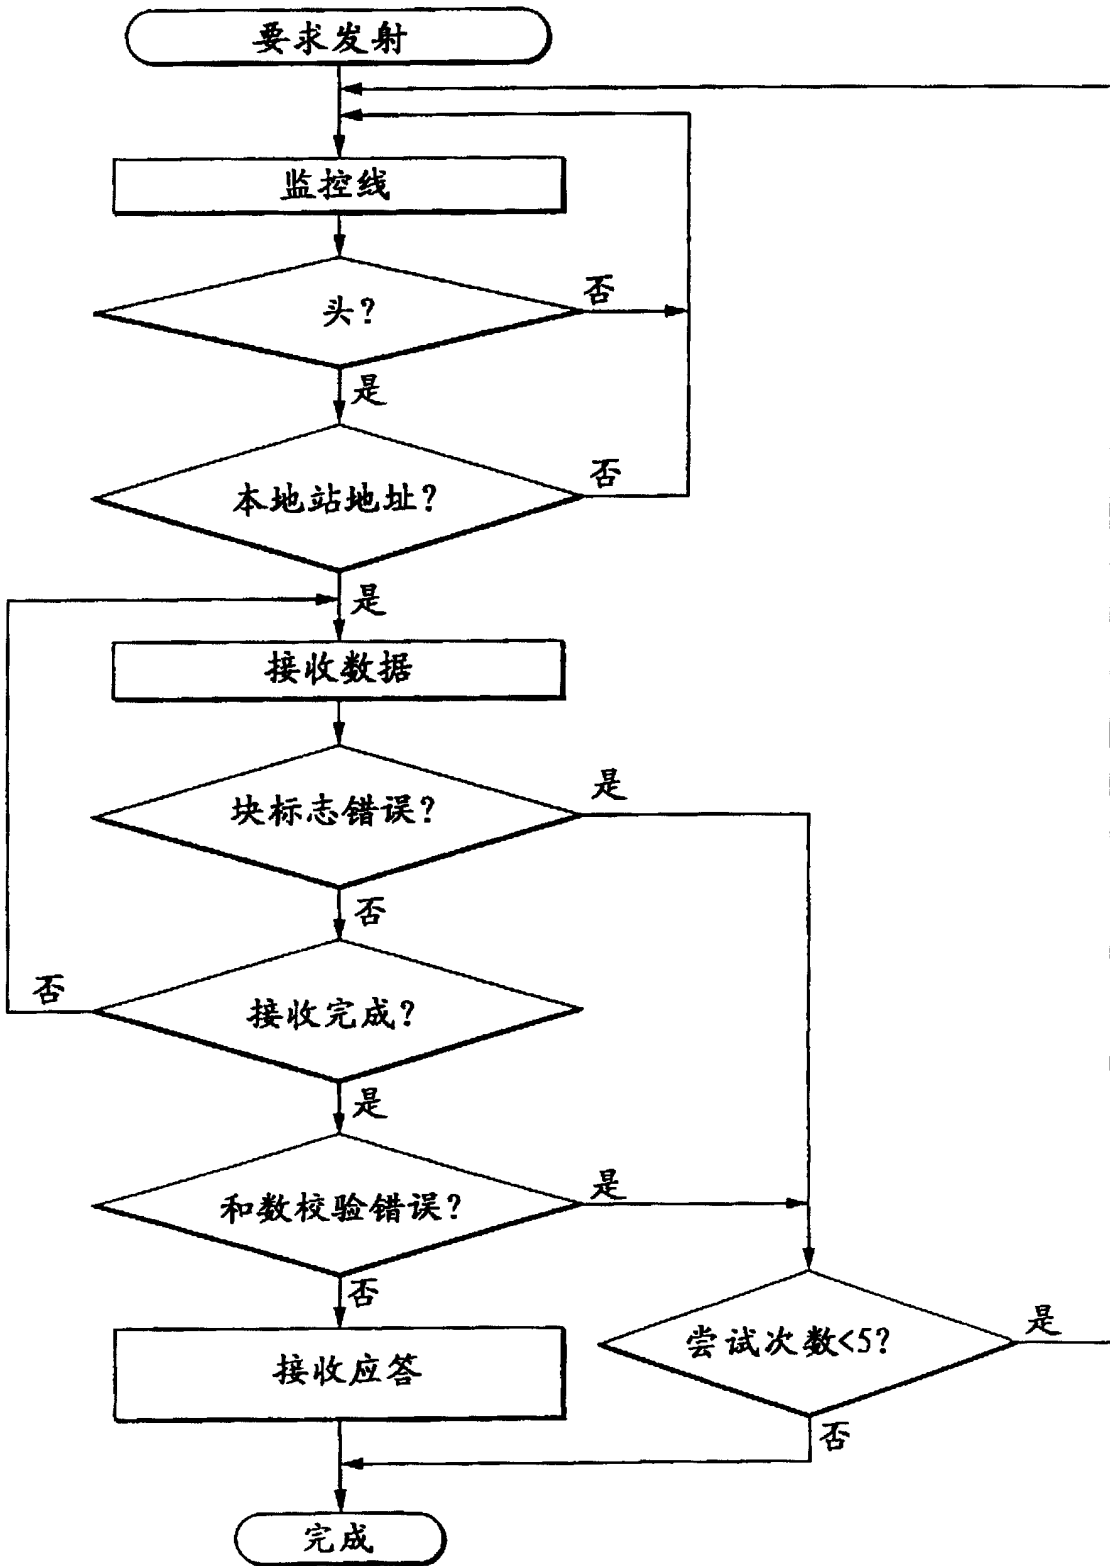 要求发射
监控线
头?
否
是
本地站地址?
否
是
接收数据
块标志错误?
是
否
接收完成?
否
是
和数校验错误?
是
否
尝试次数<5?
是
接收应答
否
完成